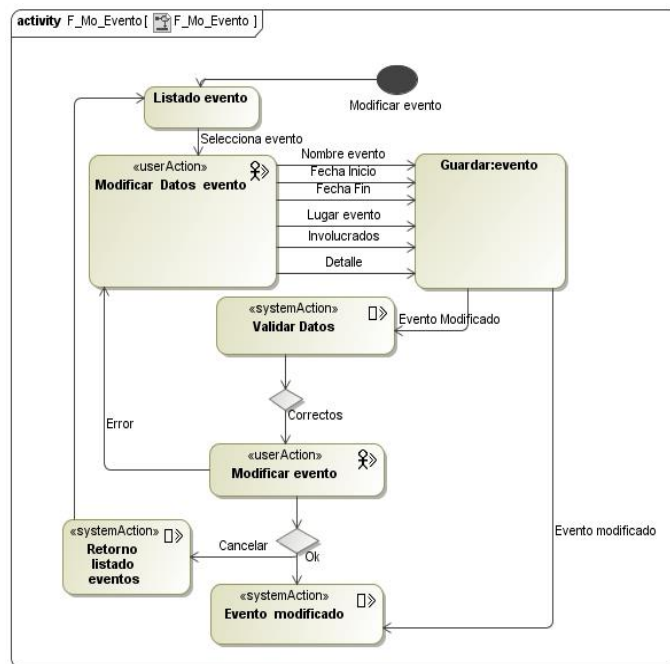 activity F_Mo_Evento[ F_Mo_Evento ]
Modificar evento
Listado evento
Selecciona evento
«userAction»
Modificar Datos evento
Nombre evento
Fecha Inicio
Fecha Fin
Lugar evento
Involucrados
Detalle
Guardar:evento
«systemAction»
Validar Datos
Evento Modificado
Correctos
Error
«userAction»
Modificar evento
«systemAction»
Retorno
listado
eventos
Cancelar
Ok
Evento modificado
«systemAction»
Evento modificado